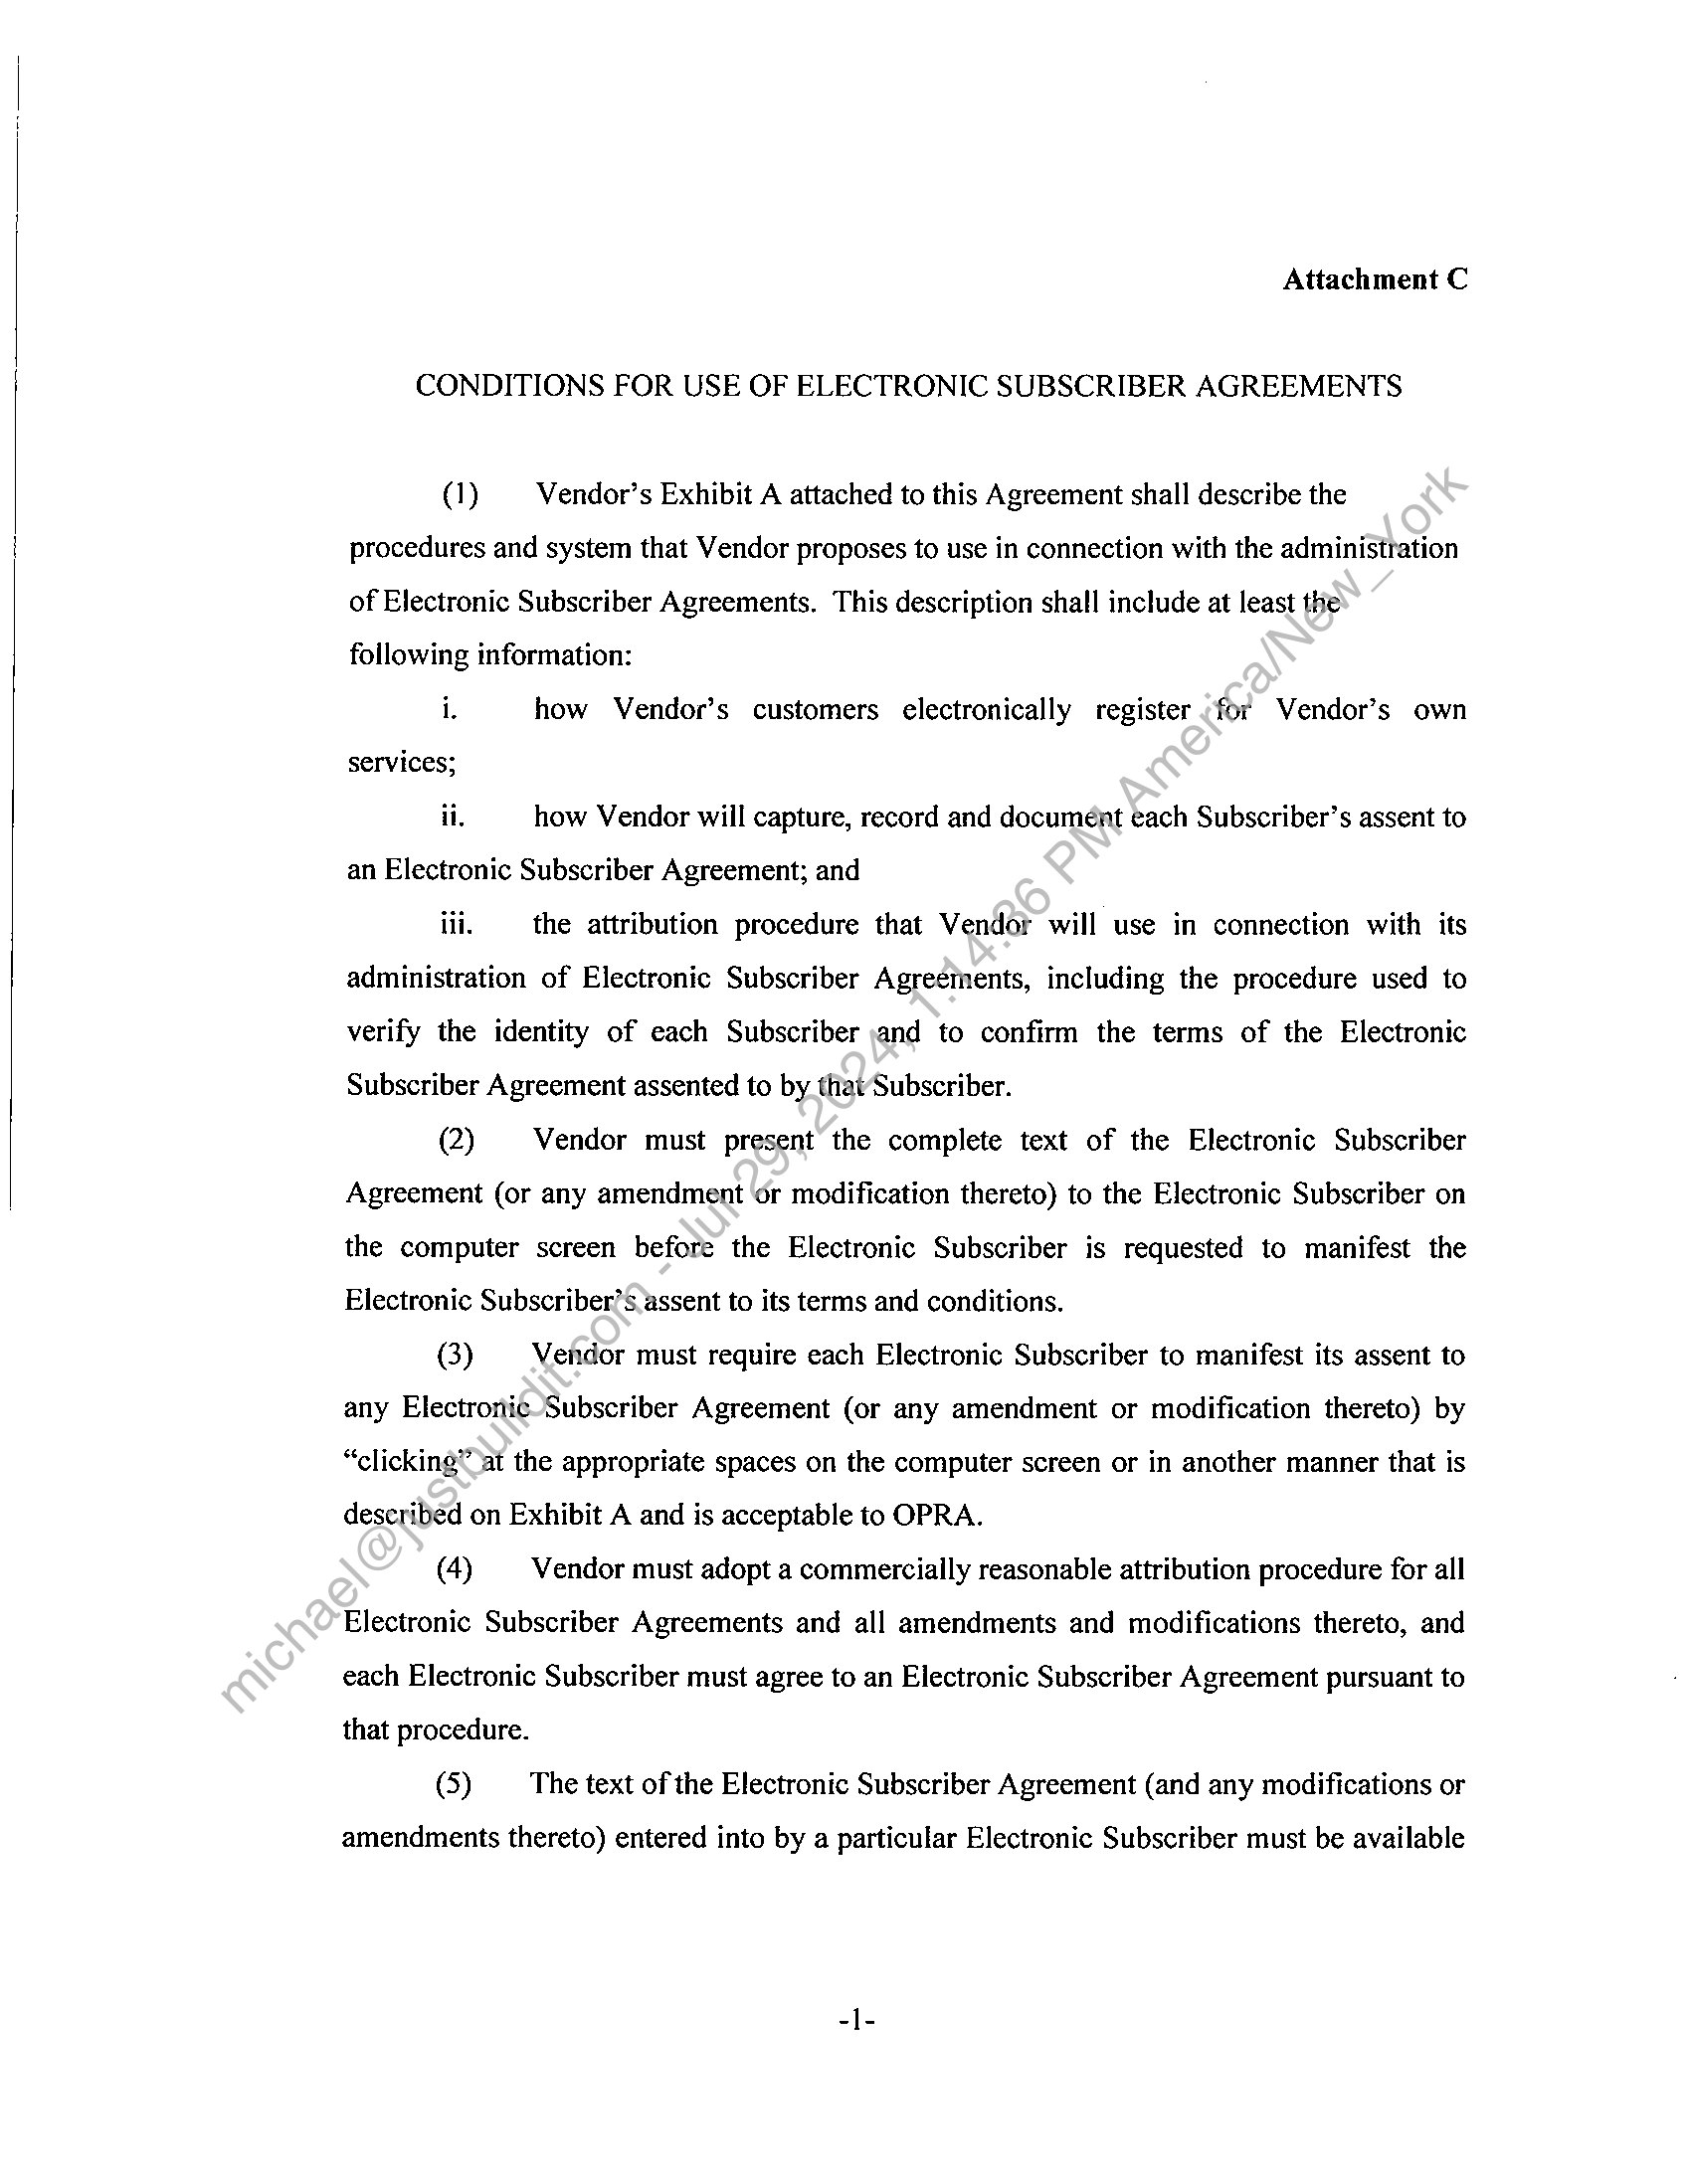 Attachment C
CONDITIONS FOR USE OF ELECTRONIC SUBSCRIBER AGREEMENTS
(1) Vendor's Exhibit A attached to this Agreement shall describe the
procedures and system that Vendor proposes to use in connection with the administration
of Electronic Subscriber Agreements. This description shall include at least the
following information:
i. how Vendor's customers electronically register for Vendor's own
services;
ii. how Vendor will capture, record and document each Subscriber's assent to
an Electronic Subscriber Agreement; and
iii. the attribution procedure that Vendor will use in connection with its
administration of Electronic Subscriber Agreements, including the procedure used to
verify the identity of each Subscriber and to confirm the terms of the Electronic
Subscriber Agreement assented to by that Subscriber.
(2) Vendor must present the complete text of the Electronic Subscriber
Agreement (or any amendment or modification thereto) to the Electronic Subscriber on
the computer screen before the Electronic Subscriber is requested to manifest the
Electronic Subscriber's assent to its terms and conditions.
(3) Vendor must require each Electronic Subscriber to manifest its assent to
any Electronic Subscriber Agreement (or any amendment or modification thereto) by
“clicking” at the appropriate spaces on the computer screen or in another manner that is
described on Exhibit A and is acceptable to OPRA.
(4) Vendor must adopt a commercially reasonable attribution procedure for all
Electronic Subscriber Agreements and all amendments and modifications thereto, and
each Electronic Subscriber must agree to an Electronic Subscriber Agreement pursuant to
that procedure.
(5) The text of the Electronic Subscriber Agreement (and any modifications or
amendments thereto) entered into by a particular Electronic Subscriber must be available
-1-
michael@justbuildit.com - Jul 29, 2024, 1:14:36 PM America/New_York